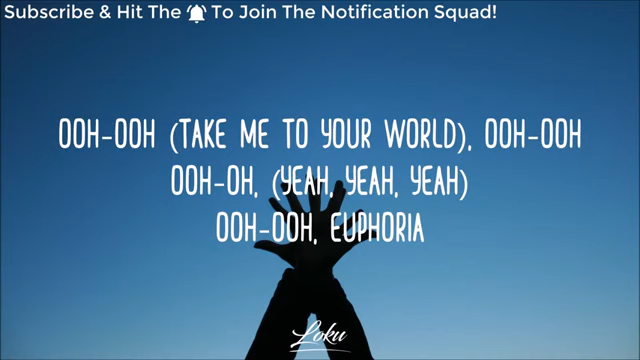 Subscribe & Hit The To Join The Notification Squad!
OOH-OOH (TAKE ME TO YOUR WORLD), OOH-OOH
OOH-OH, (YEAH, YEAH, YEAH)
OOH-OOH, EUPHORIA
Loku